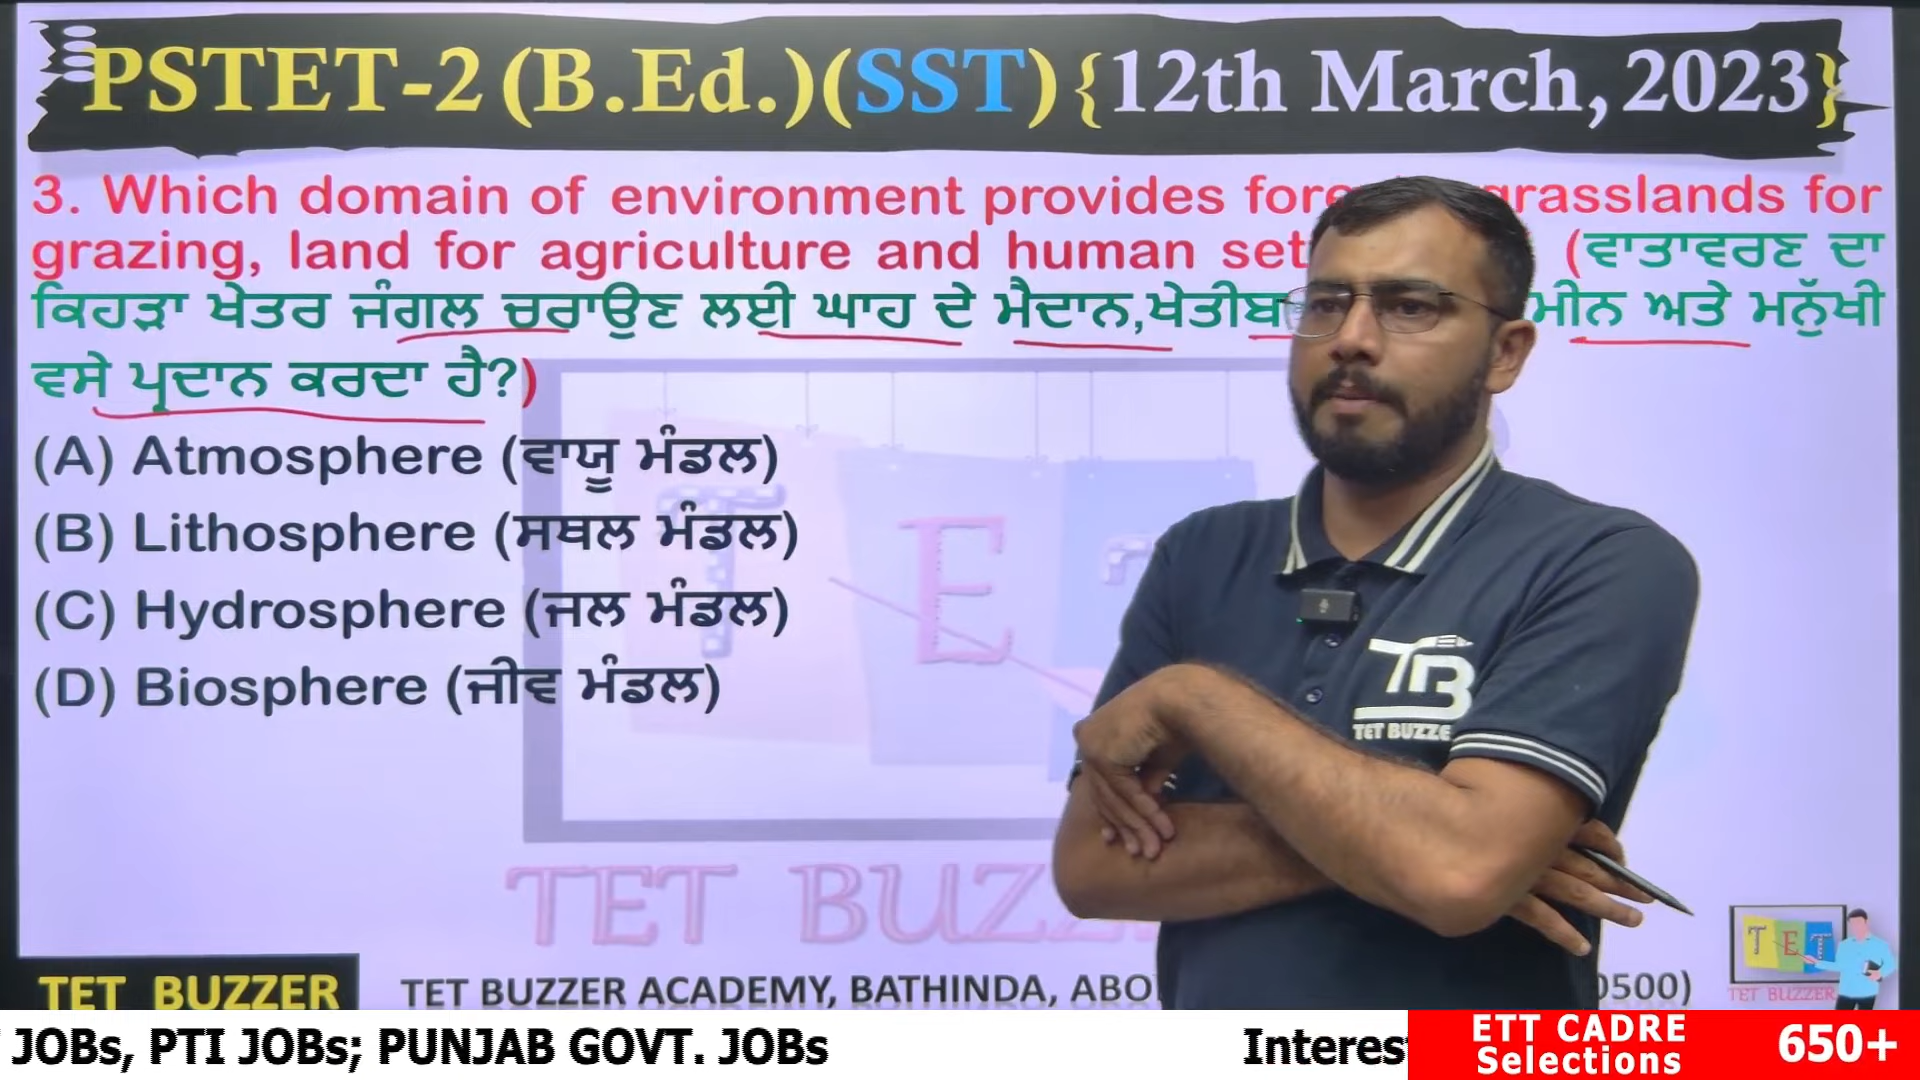 PSTET-2 (B.Ed.)(SST){12th March, 2023}
3. Which domain of environment provides grasslands for
grazing, land for agriculture and human (ਵਾਤਾਵਰਣ ਦਾ
ਕਿਹੜਾ ਖੇਤਰ ਜੰਗਲ ਚਰਾਉਣ ਲਈ ਘਾਹ ਦੇ ਮੈਦਾਨ, ਅਤੇ ਮਨੁੱਖੀ
ਵਸੇ ਪ੍ਰਦਾਨ ਕਰਦਾ ਹੈ?)
(A) Atmosphere (ਵਾਯੂ ਮੰਡਲ)
(B) Lithosphere (ਸਥਲ ਮੰਡਲ)
(C) Hydrosphere (ਜਲ ਮੰਡਲ)
(D) Biosphere (ਜੀਵ ਮੰਡਲ)
T E T
TET BUZZ
TB
TET BUZZE
TET BUZZER
TET BUZZER ACADEMY, BATHINDA, ABO 0500)
TET
TET BUZZER
JOBs, PTI JOBs; PUNJAB GOVT. JOBs
Interes
ETT CADRE
Selections
650+